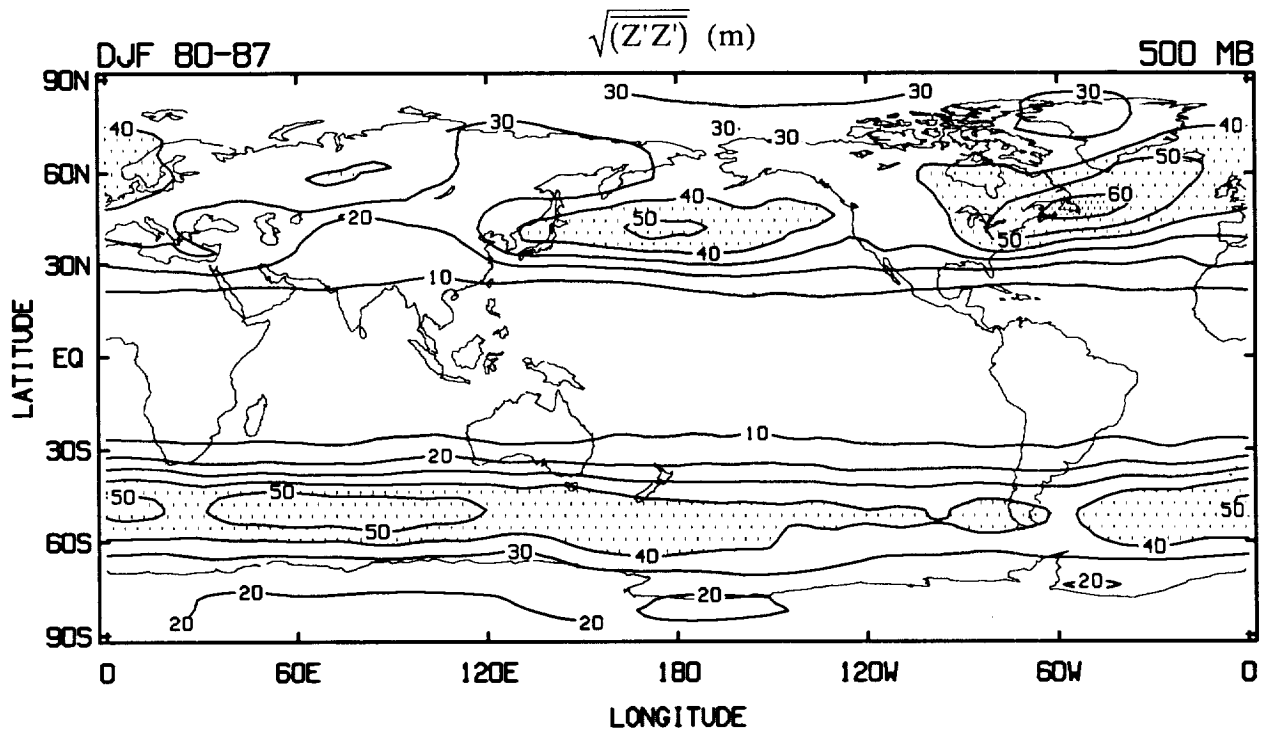 √(Z'Z') (m)
DJF 80-87 500 MB
90N
60N
30N
EQ
30S
60S
90S
LATITUDE
30 30 30
40 30 30 30 40
50
40 60
20 50 50
40
10
10
20
50 50 50
50
30 40 40
20 20 <20>
20 20
0 60E 120E 180 120W 60W 0
LONGITUDE